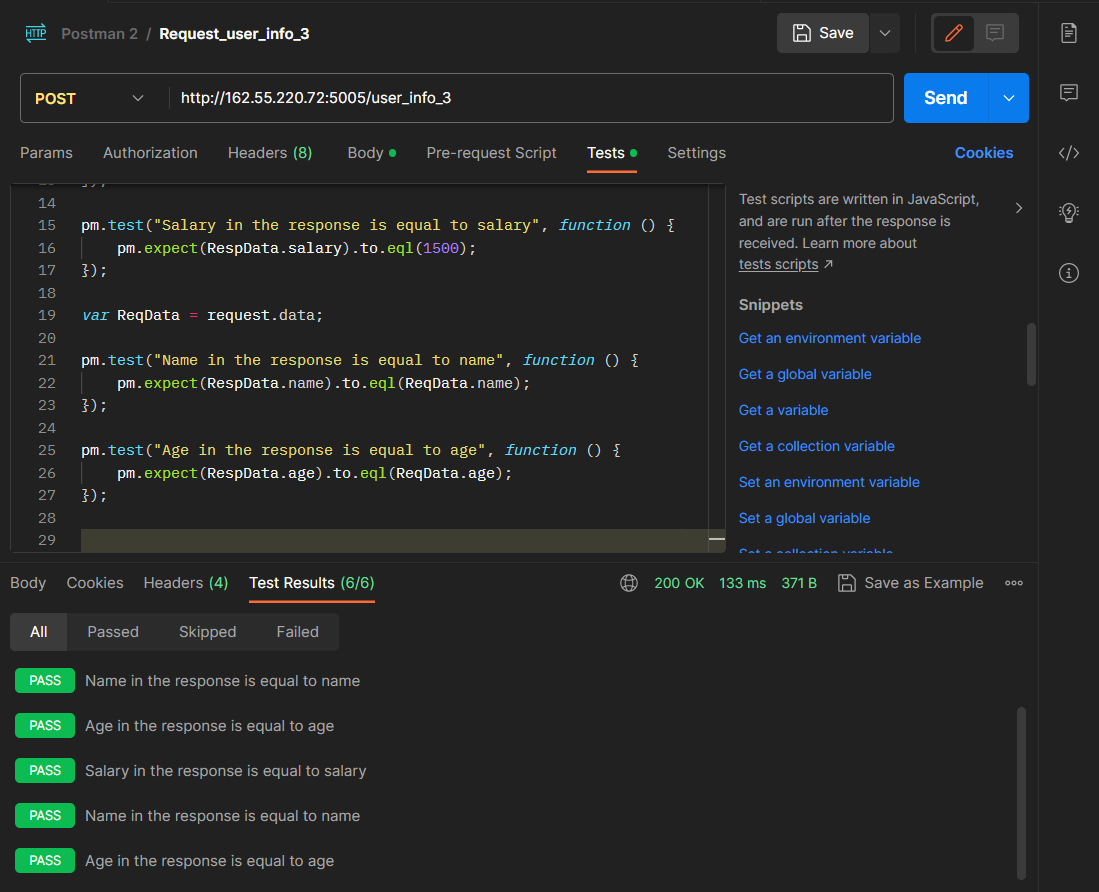 HTTP Postman 2 / Request_user_info_3 Save
POST http://162.55.220.72:5005/user_info_3 Send
Params Authorization Headers (8) Body Pre-request Script Tests Settings Cookies
14
15 pm.test("Salary in the response is equal to salary", function () {
16 pm.expect(RespData.salary).to.eql(1500);
17 });
18
19 var ReqData = request.data;
20
21 pm.test("Name in the response is equal to name", function () {
22 pm.expect(RespData.name).to.eql(ReqData.name);
23 });
24
25 pm.test("Age in the response is equal to age", function () {
26 pm.expect(RespData.age).to.eql(ReqData.age);
27 });
28
29
Test scripts are written in JavaScript,
and are run after the response is
received. Learn more about
tests scripts ↗
Snippets
Get an environment variable
Get a global variable
Get a variable
Get a collection variable
Set an environment variable
Set a global variable
Set a collection variable
Body Cookies Headers (4) Test Results (6/6) 200 OK 133 ms 371 B Save as Example
All Passed Skipped Failed
PASS Name in the response is equal to name
PASS Age in the response is equal to age
PASS Salary in the response is equal to salary
PASS Name in the response is equal to name
PASS Age in the response is equal to age